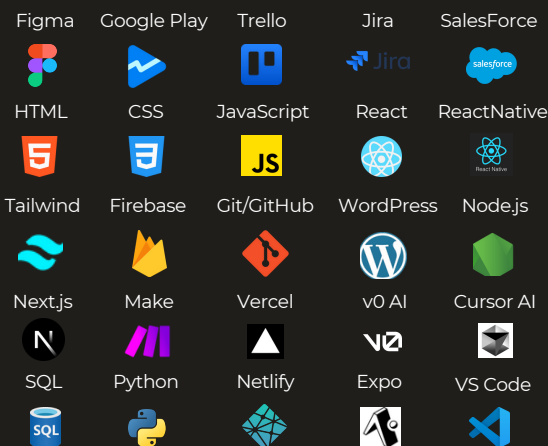 Figma Google Play Trello Jira SalesForce
Jira salesforce
HTML CSS JavaScript React ReactNative
5 3 JS React Native
Tailwind Firebase Git/GitHub WordPress Node.js
W
Next.js Make Vercel v0 AI Cursor AI
N v0
SQL Python Netlify Expo VS Code
SQL